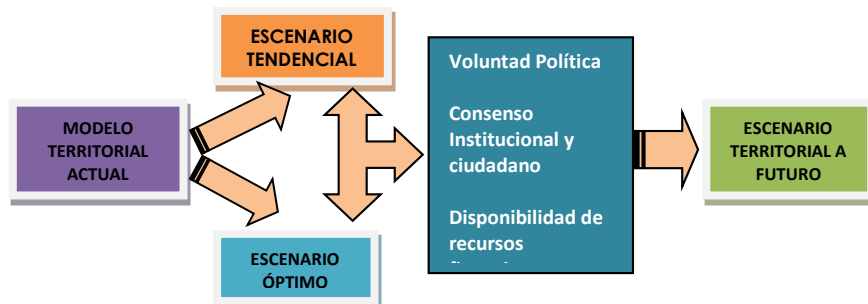 ESCENARIO
TENDENCIAL
MODELO
TERRITORIAL
ACTUAL
ESCENARIO
ÓPTIMO
Voluntad Política
Consenso
Institucional y
ciudadano
Disponibilidad de
recursos
ESCENARIO
TERRITORIAL A
FUTURO